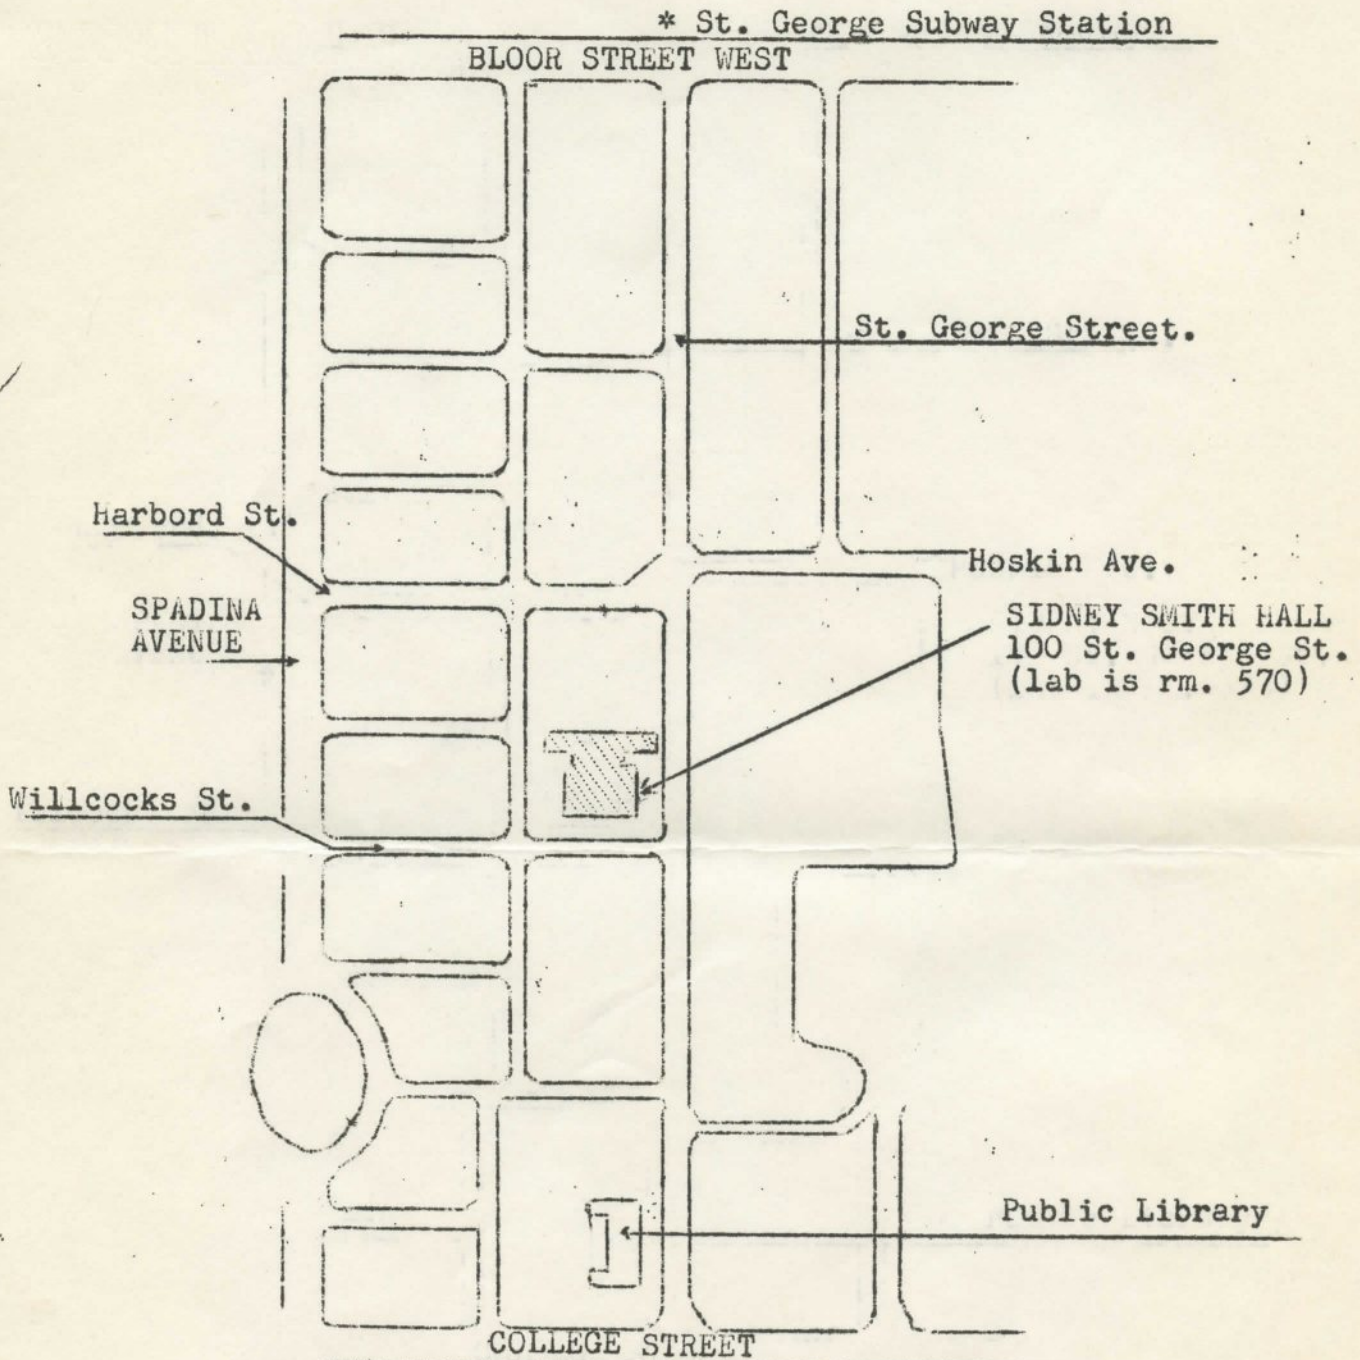 * St. George Subway Station
BLOOR STREET WEST
St. George Street.
Harbord St.
Hoskin Ave.
SPADINA
AVENUE
SIDNEY SMITH HALL
100 St. George St.
(lab is rm. 570)
Willcocks St.
Public Library
COLLEGE STREET